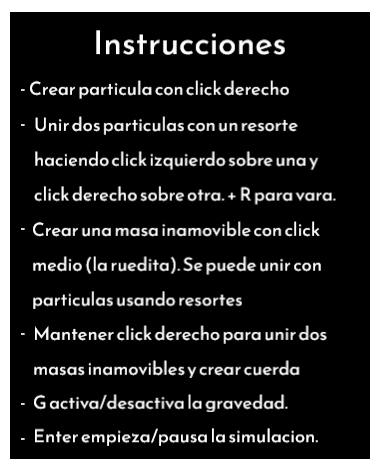 Instrucciones
- Crear particula con click derecho
- Unir dos particulas con un resorte
haciendo click izquierdo sobre una y
click derecho sobre otra. + R para vara.
- Crear una masa inamovible con click
medio (la ruedita). Se puede unir con
particulas usando resortes
- Mantener click derecho para unir dos
masas inamovibles y crear cuerda
- G activa/desactiva la gravedad.
- Enter empieza/pausa la simulacion.